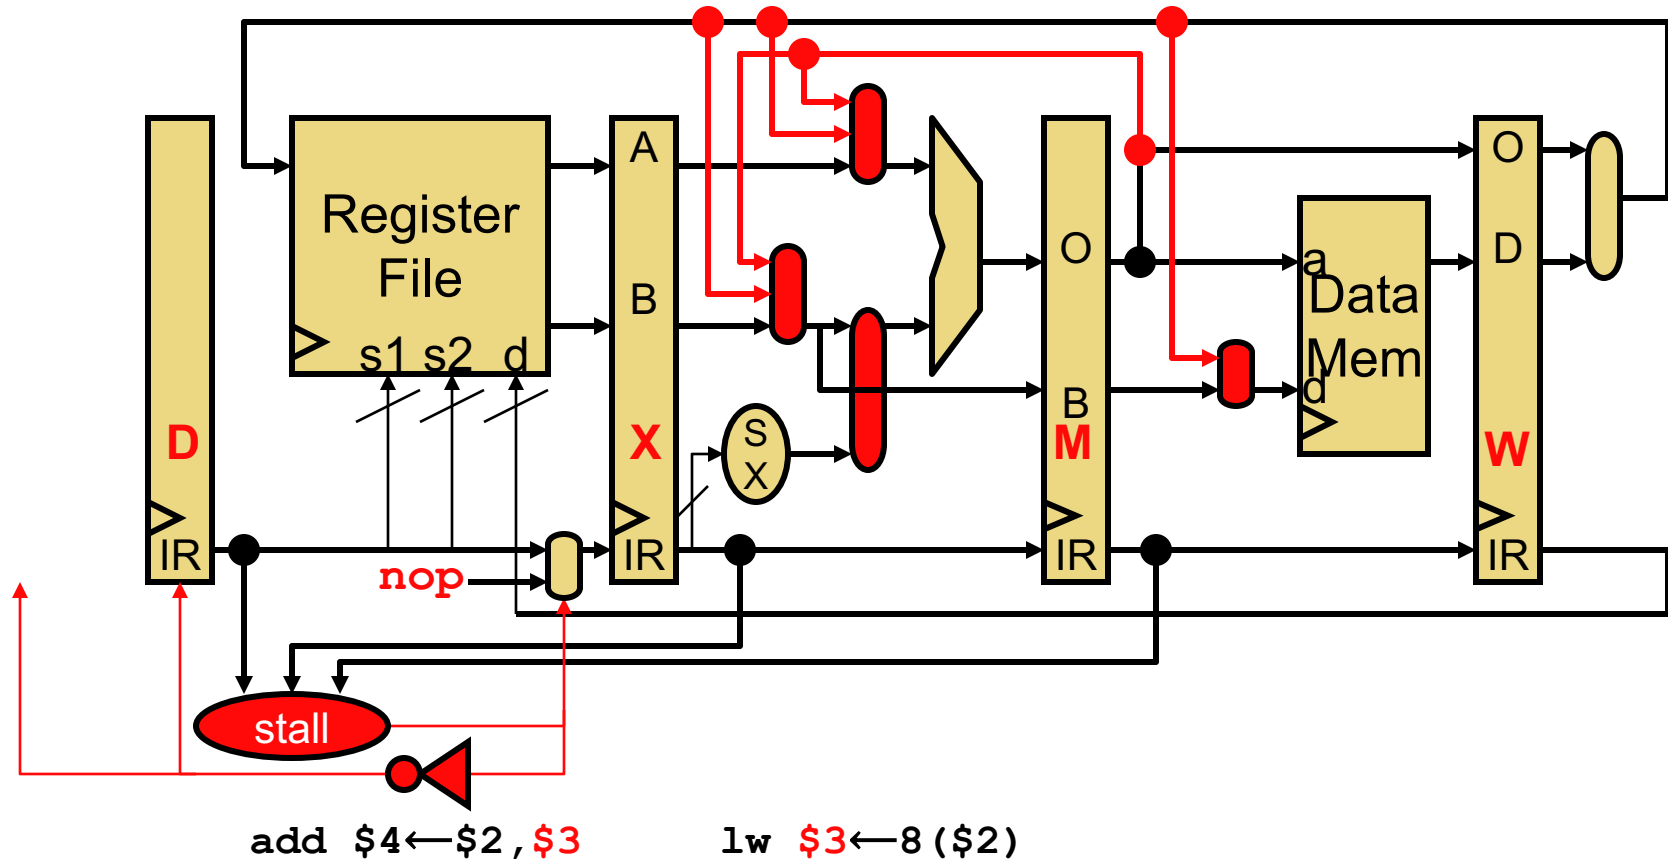 Register
File
s1 s2 d
D
IR
nop
A
B
X
IR
S
X
O
B
M
IR
a
Data
Mem
d
O
D
W
IR
stall
add $4←$2,$3
lw $3←8($2)